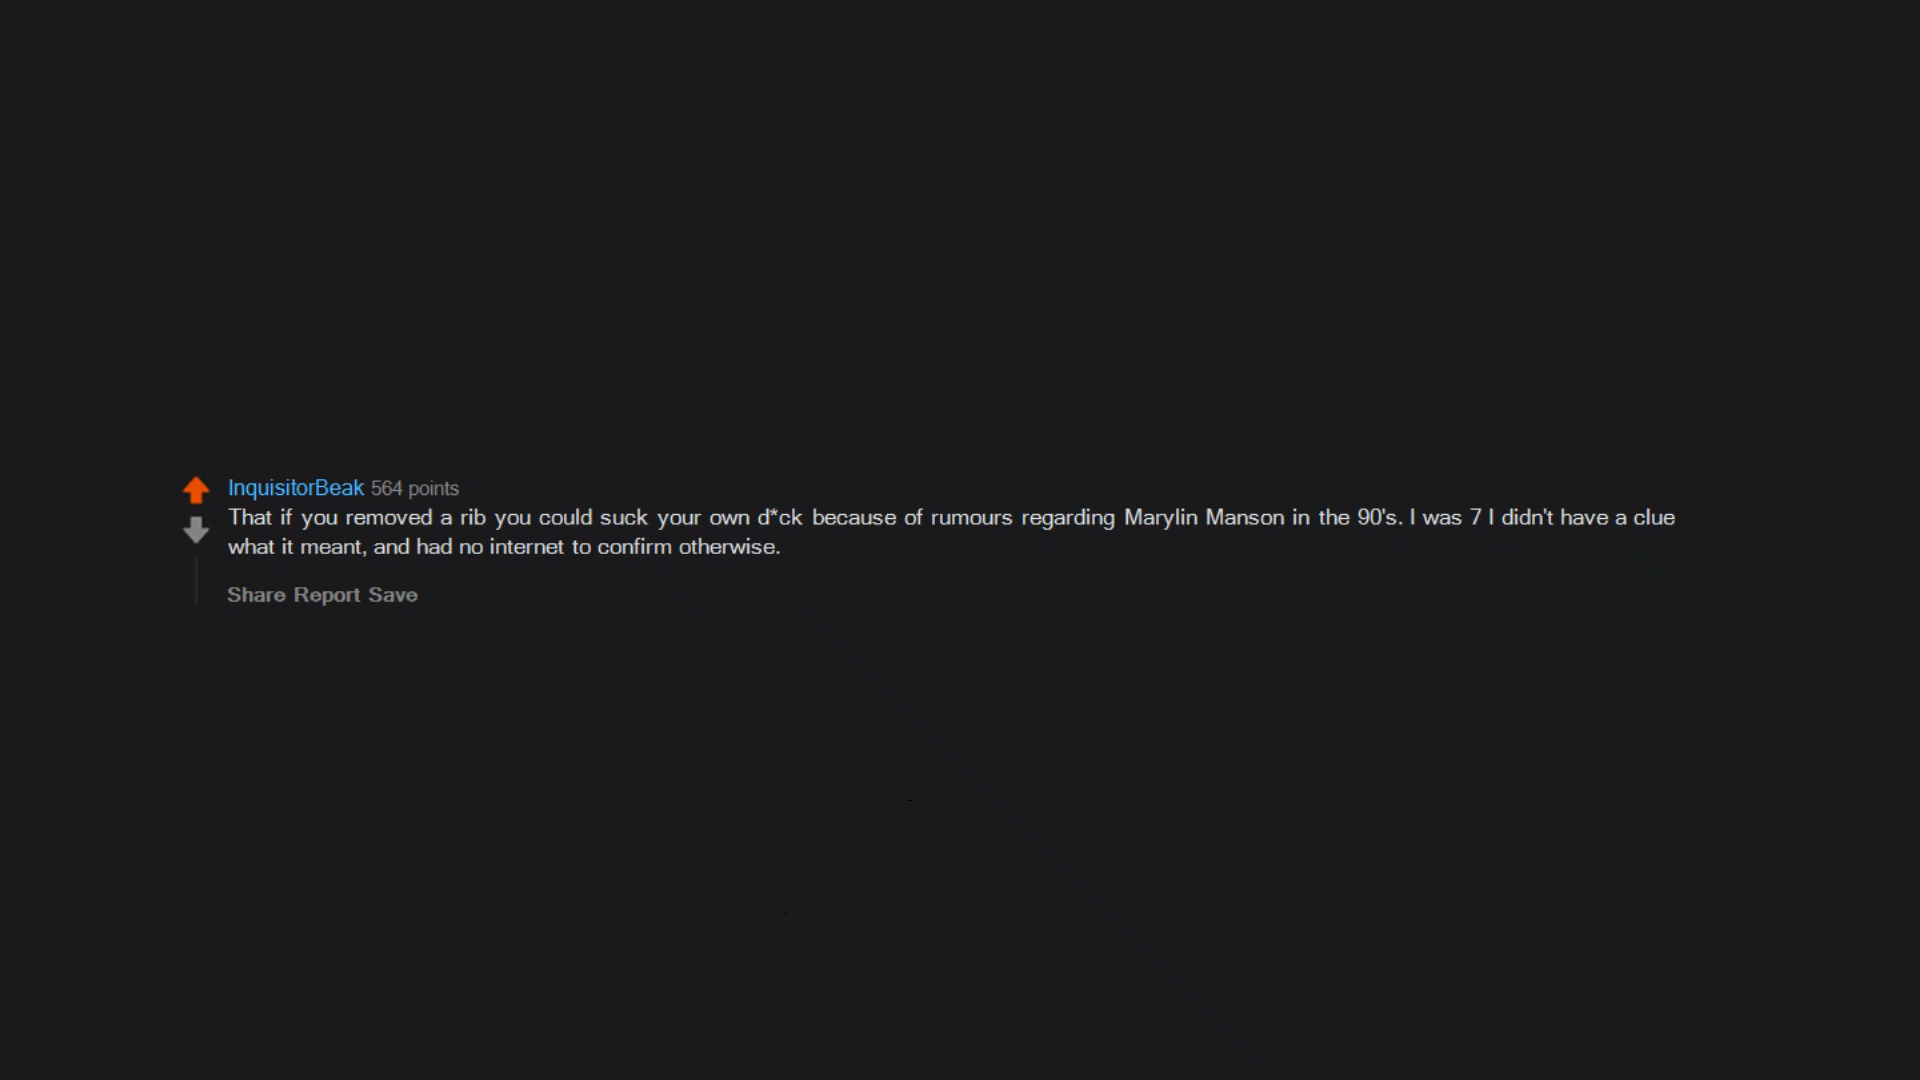 InquisitorBeak 564 points
That if you removed a rib you could suck your own d*ck because of rumours regarding Marylin Manson in the 90's. I was 7 I didn't have a clue
what it meant, and had no internet to confirm otherwise.
Share Report Save